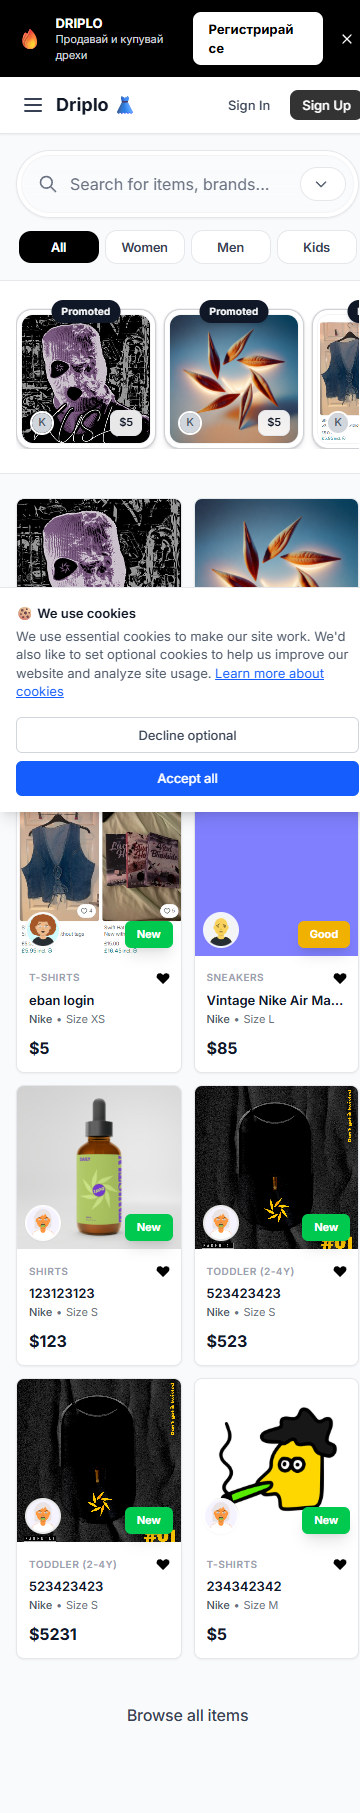 DRIPLO
Продавай и купувай
дрехи
Регистрирай
се
Driplo
Sign In
Sign Up
Search for items, brands...
All
Women
Men
Kids
Promoted
Promoted
K
$5
K
$5
K
We use cookies
We use essential cookies to make our site work. We'd
also like to set optional cookies to help us improve our
website and analyze site usage. Learn more about
cookies
Decline optional
Accept all
New
Good
T-SHIRTS
eban login
Nike • Size XS
$5
SNEAKERS
Vintage Nike Air Ma...
Nike • Size L
$85
New
New
SHIRTS
123123123
Nike • Size S
$123
TODDLER (2-4Y)
523423423
Nike • Size S
$523
New
New
TODDLER (2-4Y)
523423423
Nike • Size S
$5231
T-SHIRTS
234342342
Nike • Size M
$5
Browse all items